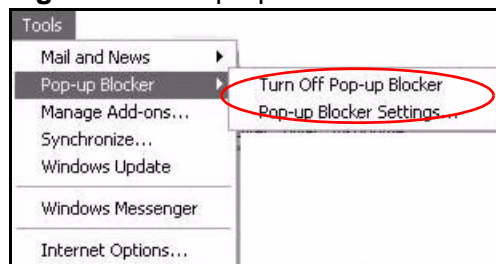 Tools
Mail and News
Pop-up Blocker
Turn Off Pop-up Blocker
Pop-up Blocker Settings...
Manage Add-ons...
Synchronize...
Windows Update
Windows Messenger
Internet Options...